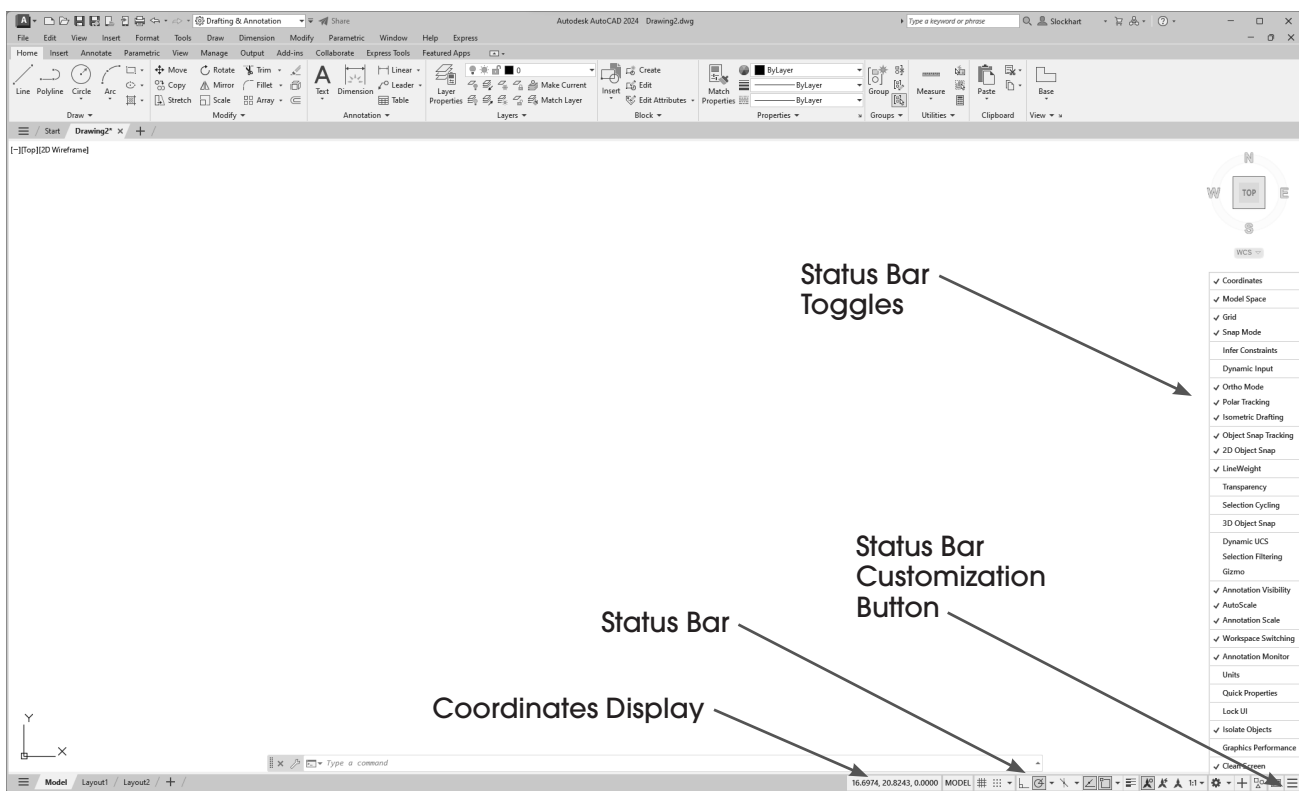 A Drafting & Annotation Share Autodesk AutoCAD 2024 Drawing2.dwg Type a keyword or phrase Slockhart
File Edit View Insert Format Tools Draw Dimension Modify Parametric Window Help Express
Home Insert Annotate Parametric View Manage Output Add-ins Collaborate Express Tools Featured Apps
Move Rotate Trim Linear 0 Create ByLayer
Copy Mirror Fillet Leader Make Current Edit ByLayer
Line Polyline Circle Arc Text Dimension Layer Properties Insert Match Properties Group Measure Paste Base
Stretch Scale Array Table Match Layer Edit Attributes ByLayer
Draw Modify Annotation Layers Block Properties Groups Utilities Clipboard View
Start Drawing2*
[−][Top][2D Wireframe]
N
W TOP E
S
WCS
Status Bar
Toggles
Coordinates
Model Space
Grid
Snap Mode
Infer Constraints
Dynamic Input
Ortho Mode
Polar Tracking
Isometric Drafting
Object Snap Tracking
2D Object Snap
LineWeight
Transparency
Selection Cycling
3D Object Snap
Dynamic UCS
Selection Filtering
Gizmo
Annotation Visibility
AutoScale
Annotation Scale
Workspace Switching
Annotation Monitor
Units
Quick Properties
Lock UI
Isolate Objects
Graphics Performance
Clean Screen
Status Bar
Customization
Button
Status Bar
Coordinates Display
Y
X
Type a command
Model Layout1 Layout2 16.6974, 20.8243, 0.0000 MODEL 1:1